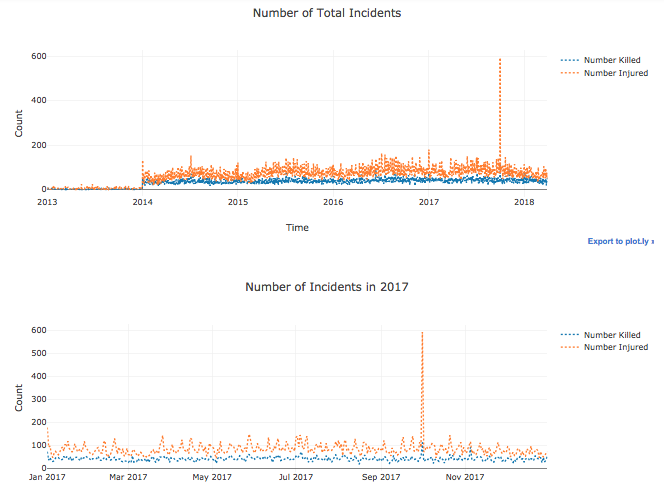 Number of Total Incidents
600
400
200
0
Count
2013
2014
2015
2016
2017
2018
Time
Number Killed
Number Injured
Export to plot.ly »
Number of Incidents in 2017
600
500
400
300
200
100
0
Count
Jan 2017
Mar 2017
May 2017
Jul 2017
Sep 2017
Nov 2017
Number Killed
Number Injured